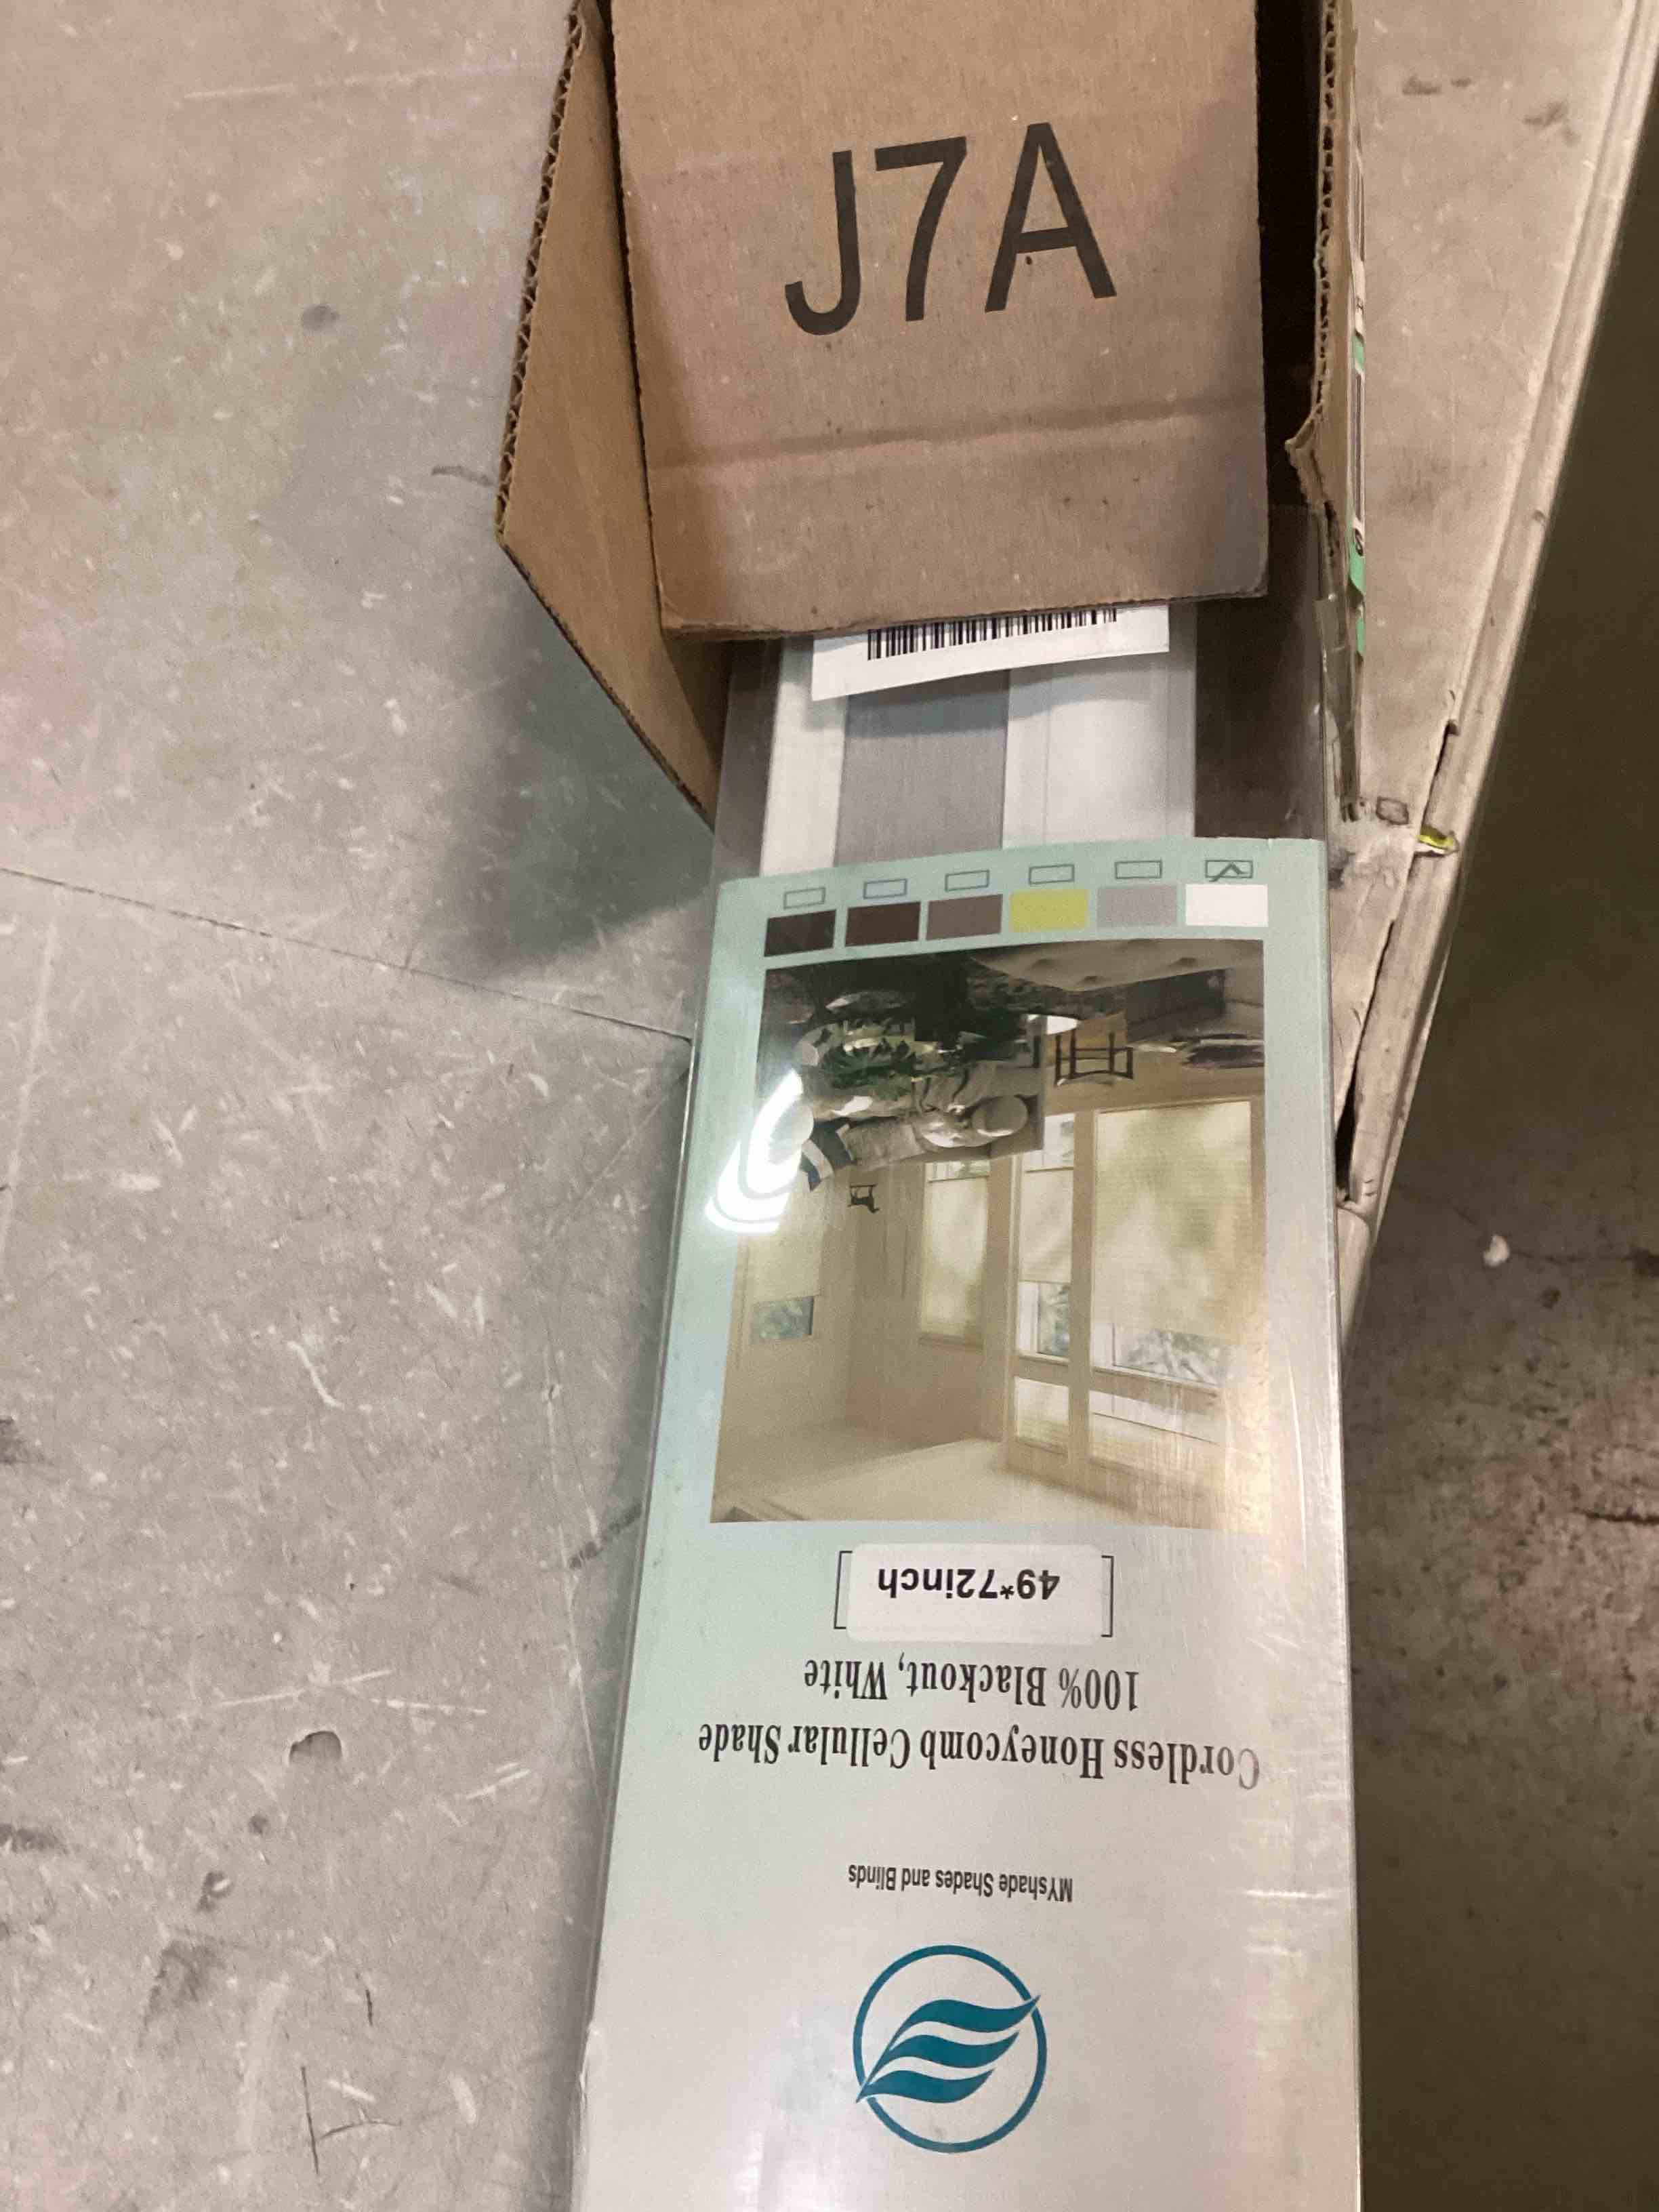 J7A
MYshade Shades and Blinds
Cordless Honeycomb Cellular Shade
100% Blackout, White
[49*72inch]